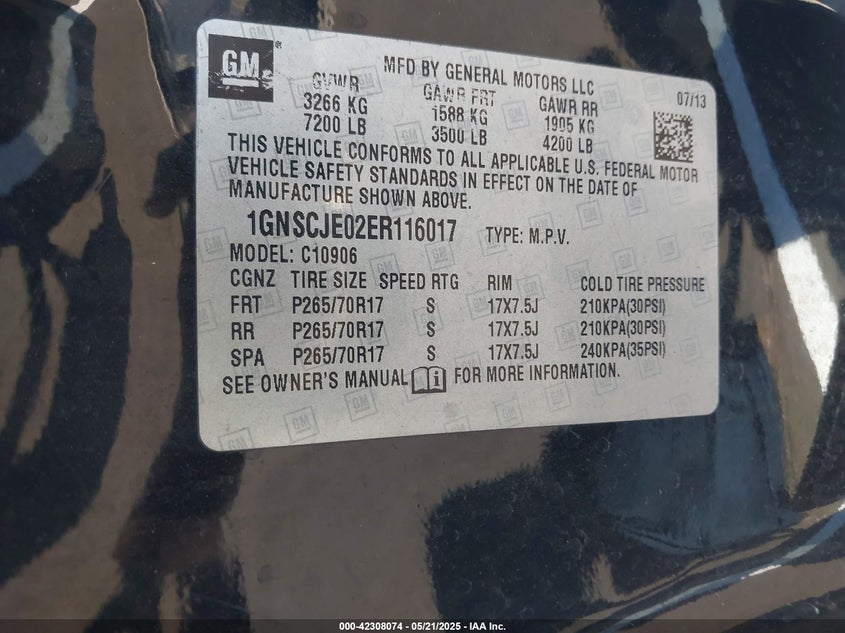 GM ®
MFD BY GENERAL MOTORS LLC
GVWR GAWR FRT GAWR RR 07/13
3266 KG 1588 KG 1905 KG
7200 LB 3500 LB 4200 LB
THIS VEHICLE CONFORMS TO ALL APPLICABLE U.S. FEDERAL MOTOR
VEHICLE SAFETY STANDARDS IN EFFECT ON THE DATE OF
MANUFACTURE SHOWN ABOVE.
1GNSCJE02ER116017 TYPE: M.P.V.
MODEL: C10906
CGNZ TIRE SIZE SPEED RTG RIM COLD TIRE PRESSURE
FRT P265/70R17 S 17X7.5J 210KPA(30PSI)
RR P265/70R17 S 17X7.5J 210KPA(30PSI)
SPA P265/70R17 S 17X7.5J 240KPA(35PSI)
SEE OWNER'S MANUAL FOR MORE INFORMATION.
000-42308074 - 05/21/2025 - IAA Inc.